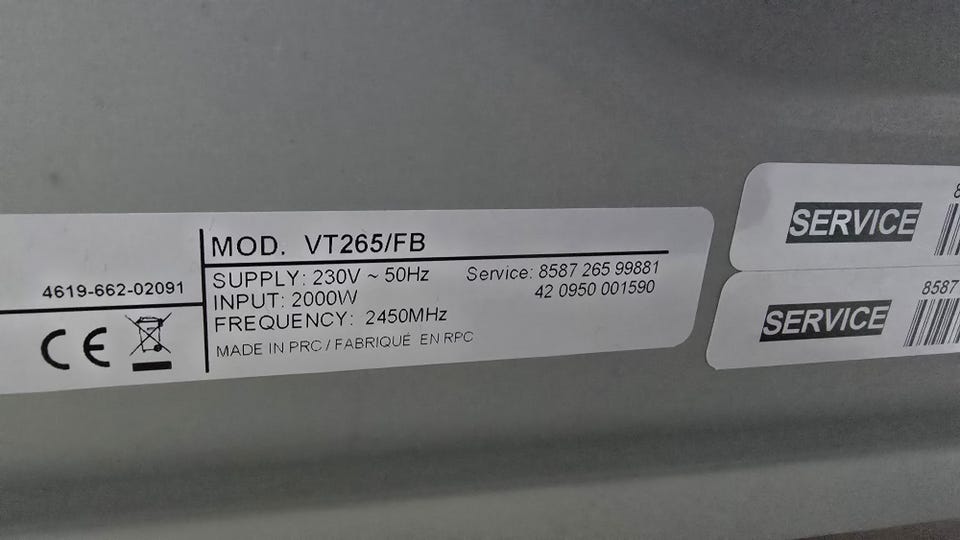 4619-662-02091
CE
MOD. VT265/FB
SUPPLY: 230V ~ 50Hz
INPUT: 2000W
FREQUENCY: 2450MHz
MADE IN PRC / FABRIQUÉ EN RPC
Service: 8587 265 99881
42 0950 001590
SERVICE
8
SERVICE
8587